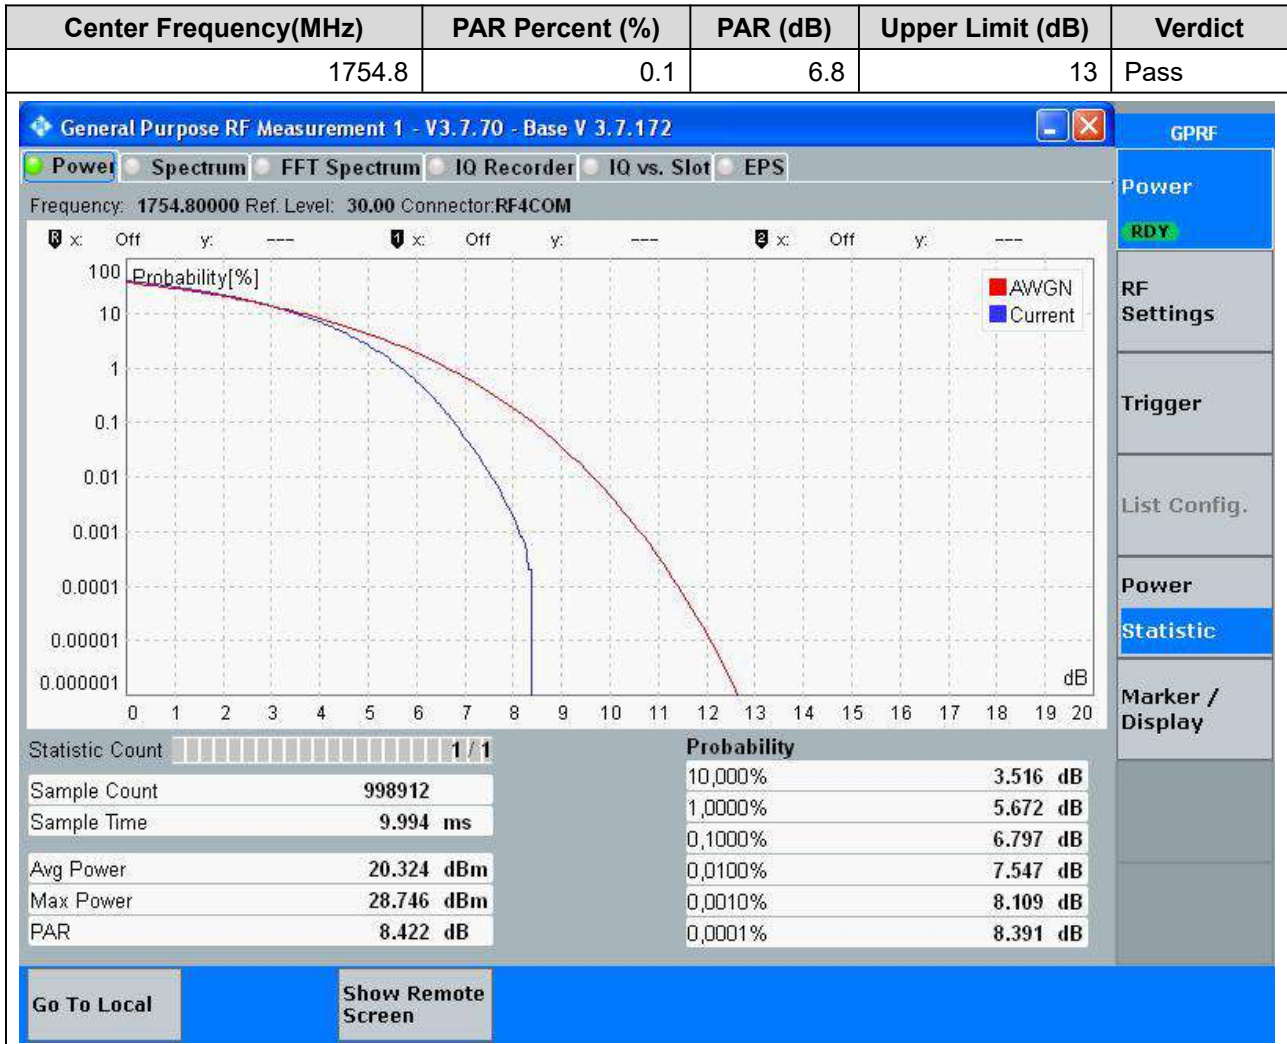 Center Frequency(MHz) PAR Percent (%) PAR (dB) Upper Limit (dB) Verdict
1754.8 0.1 6.8 13 Pass
General Purpose RF Measurement 1 - V3.7.70 - Base V 3.7.172
GPRF
Power Spectrum FFT Spectrum IQ Recorder IQ vs. Slot EPS
Frequency: 1754.80000 Ref. Level: 30.00 Connector:RF4COM
R x: Off y: --- 1 x: Off y: --- 2 x: Off y: ---
Probability[%]
AWGN
Current
100
10
1
0.1
0.01
0.001
0.0001
0.00001
0.000001
dB
0 1 2 3 4 5 6 7 8 9 10 11 12 13 14 15 16 17 18 19 20
Statistic Count 1 / 1
Sample Count 998912
Sample Time 9.994 ms
Avg Power 20.324 dBm
Max Power 28.746 dBm
PAR 8.422 dB
Probability
10,000% 3.516 dB
1,0000% 5.672 dB
0,1000% 6.797 dB
0,0100% 7.547 dB
0,0010% 8.109 dB
0,0001% 8.391 dB
Power
RDY
RF
Settings
Trigger
List Config.
Power
Statistic
Marker /
Display
Go To Local
Show Remote
Screen